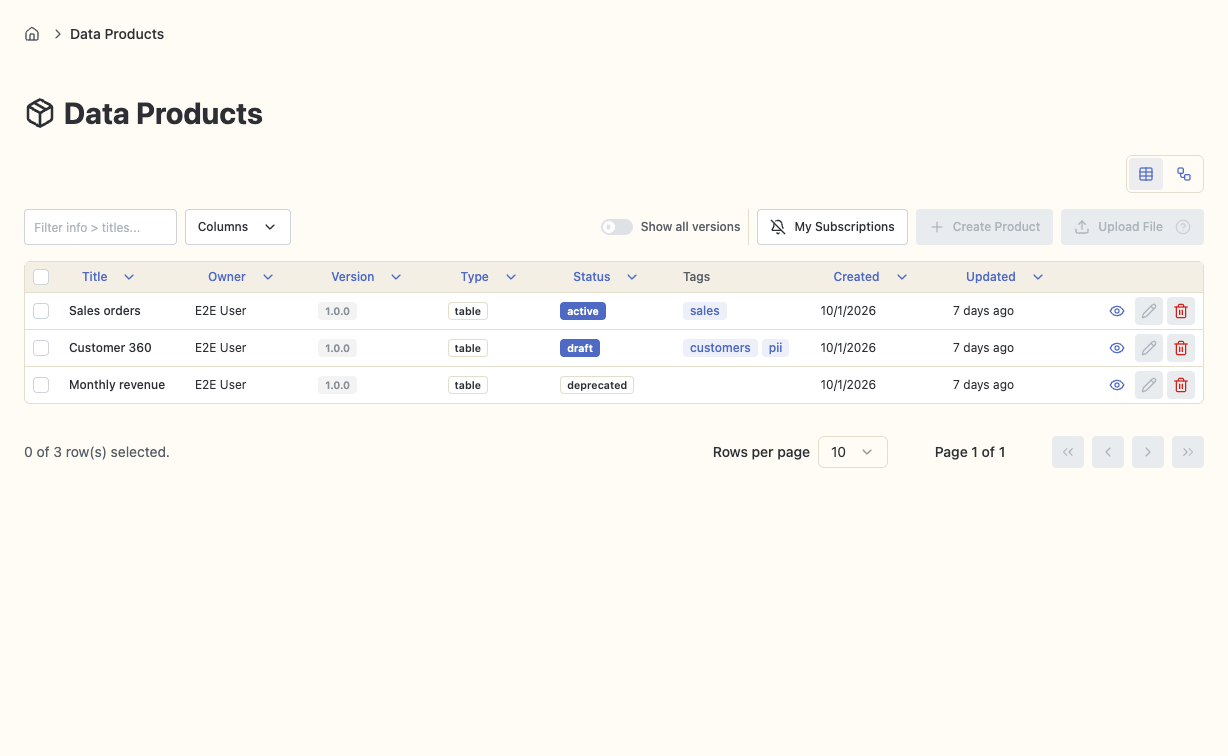 Data Products
Data Products
Filter info > titles...
Columns
Show all versions
My Subscriptions
Create Product
Upload File
Title Owner Version Type Status Tags Created Updated
Sales orders E2E User 1.0.0 table active sales 10/1/2026 7 days ago
Customer 360 E2E User 1.0.0 table draft customers pii 10/1/2026 7 days ago
Monthly revenue E2E User 1.0.0 table deprecated 10/1/2026 7 days ago
0 of 3 row(s) selected.
Rows per page 10
Page 1 of 1